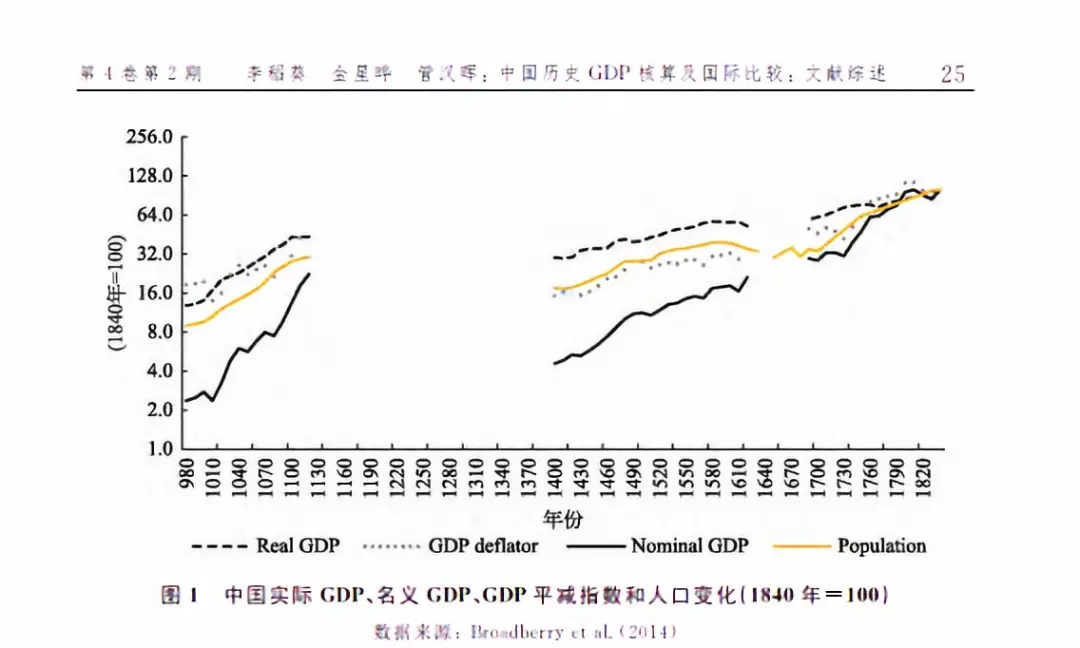 第4卷第2期 李稻葵 金星晔 管汉晖：中国历史GDP核算及国际比较：文献综述 25
256.0
128.0
64.0
32.0
16.0
8.0
4.0
2.0
1.0
(1840年=100)
980 1010 1040 1070 1100 1130 1160 1190 1220 1250 1280 1310 1340 1370 1400 1430 1460 1490 1520 1550 1580 1610 1640 1670 1700 1730 1760 1790 1820
年份
Real GDP GDP deflator Nominal GDP Population
图1 中国实际GDP、名义GDP、GDP平减指数和人口变化(1840年＝100)
数据来源：Broadberry et al. (2014)